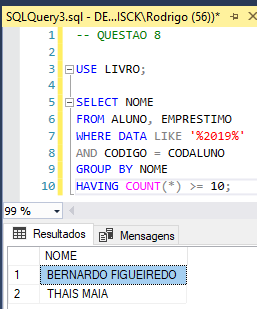 SQLQuery3.sql - DE...ISCK\Rodrigo (56))*
1 -- QUESTAO 8
2
3 USE LIVRO;
4
5 SELECT NOME
6 FROM ALUNO, EMPRESTIMO
7 WHERE DATA LIKE '%2019%'
8 AND CODIGO = CODALUNO
9 GROUP BY NOME
10 HAVING COUNT(*) >= 10;
99 %
Resultados Mensagens
NOME
1 BERNARDO FIGUEIREDO
2 THAIS MAIA